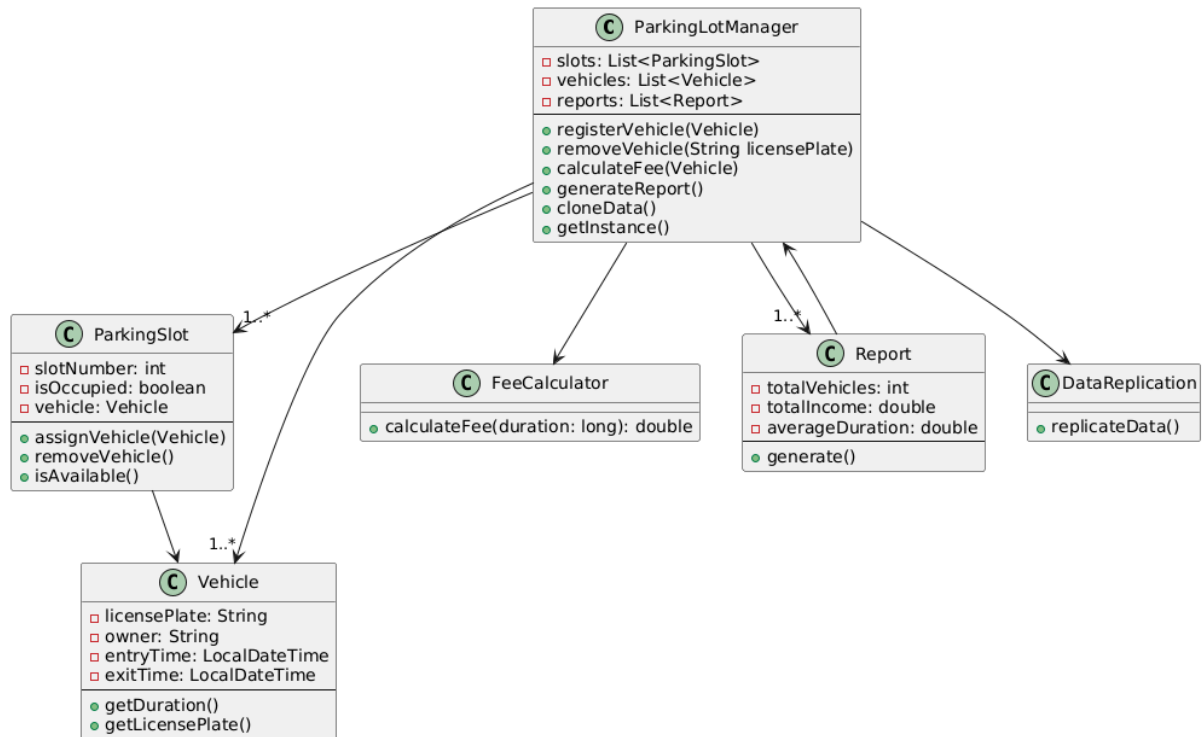 C ParkingLotManager
slots: List<ParkingSlot>
vehicles: List<Vehicle>
reports: List<Report>
registerVehicle(Vehicle)
removeVehicle(String licensePlate)
calculateFee(Vehicle)
generateReport()
cloneData()
getInstance()
1..*
C ParkingSlot
slotNumber: int
isOccupied: boolean
vehicle: Vehicle
assignVehicle(Vehicle)
removeVehicle()
isAvailable()
C FeeCalculator
calculateFee(duration: long): double
1..*
C Report
totalVehicles: int
totalIncome: double
averageDuration: double
generate()
C DataReplication
replicateData()
1..*
C Vehicle
licensePlate: String
owner: String
entryTime: LocalDateTime
exitTime: LocalDateTime
getDuration()
getLicensePlate()